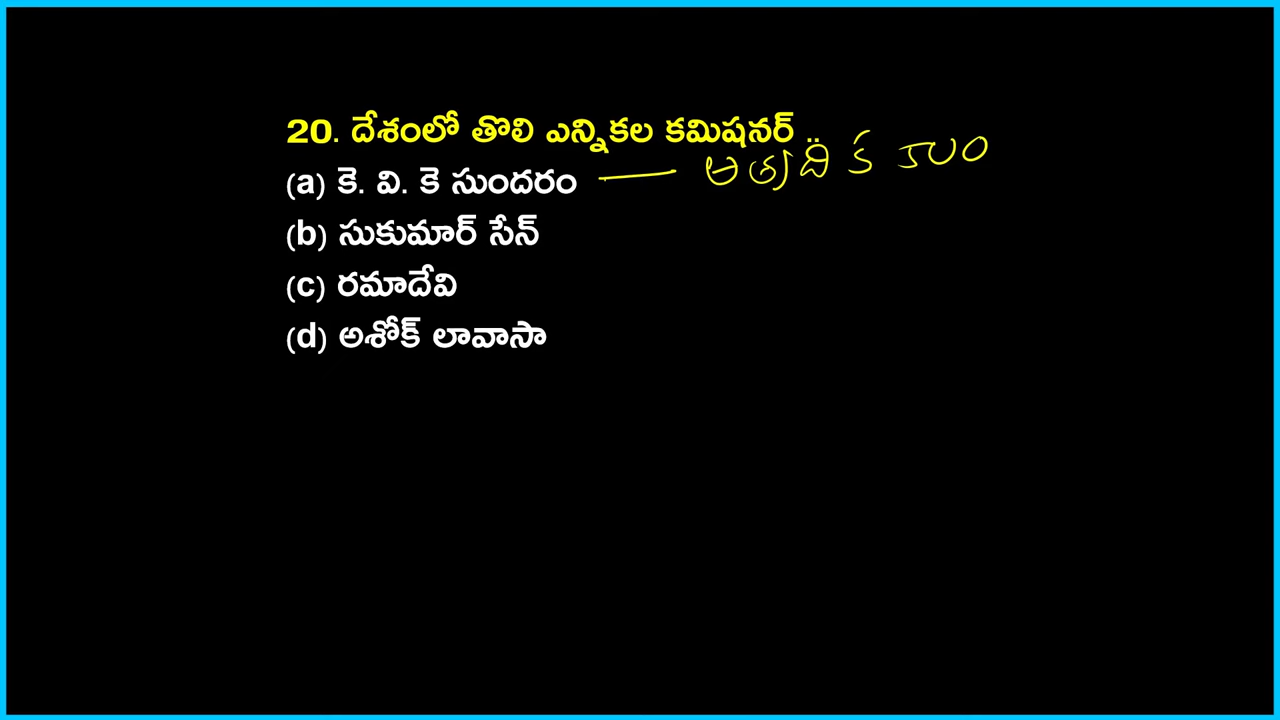 20. దేశంలో తొలి ఎన్నికల కమిషనర్ ..
(a) కె. వి. కె సుందరం
(b) సుకుమార్ సేన్
(c) రమాదేవి
(d) అశోక్ లావాసా